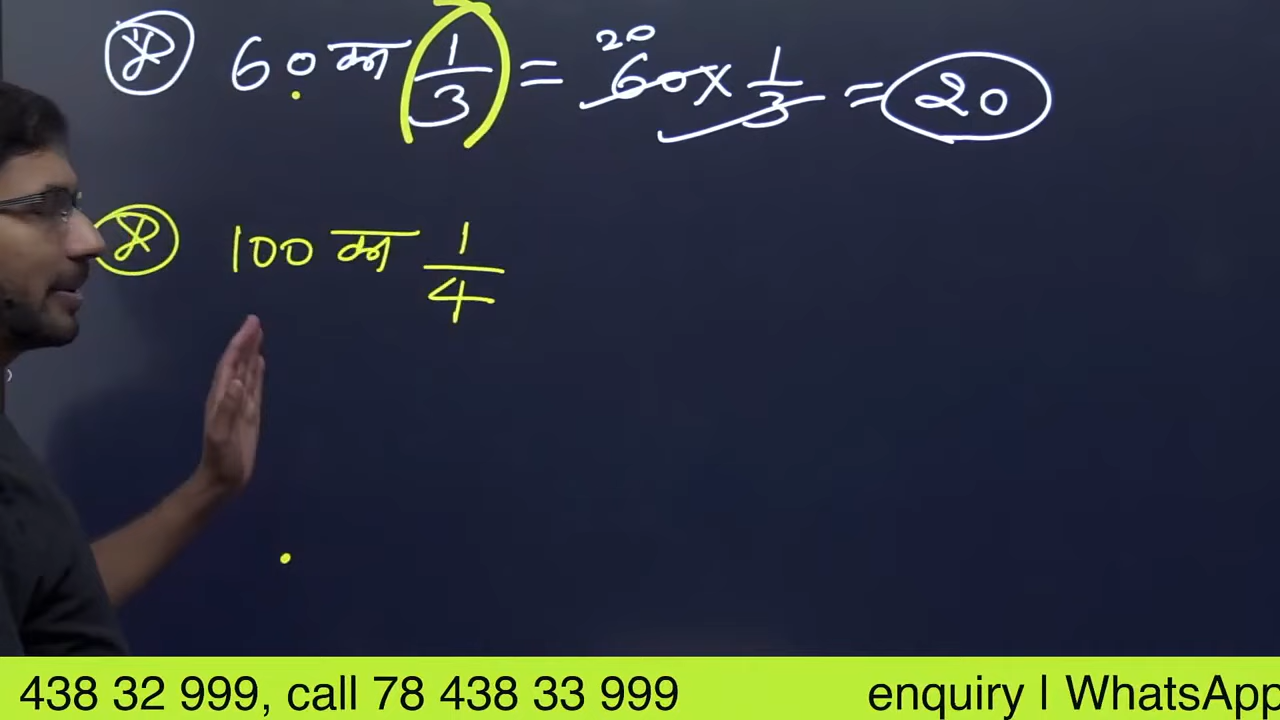 60 का 1/3 = 60 x 1/3 = 20
20
100 का 1/4
438 32 999, call 78 438 33 999 enquiry | WhatsApp